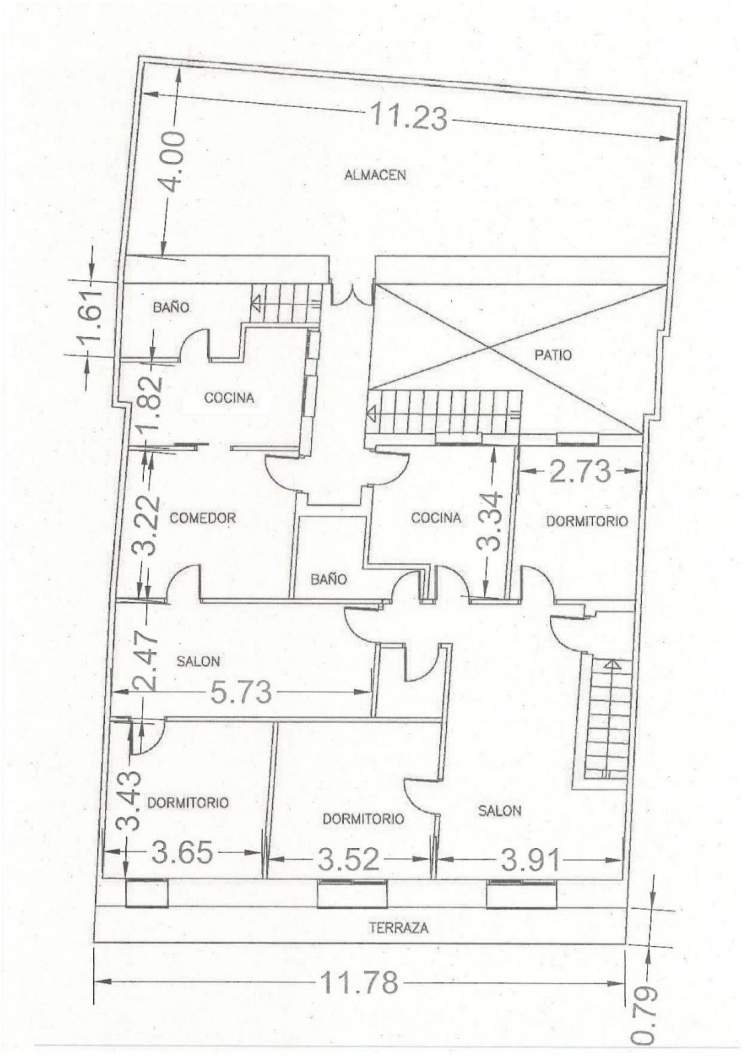 11.23
4.00
ALMACEN
1.61
BAÑO
PATIO
1.82
COCINA
2.73
3.22
COMEDOR
COCINA
3.34
DORMITORIO
BAÑO
SALON
2.47
5.73
3.43
DORMITORIO
DORMITORIO
SALON
3.65
3.52
3.91
TERRAZA
11.78
0.79